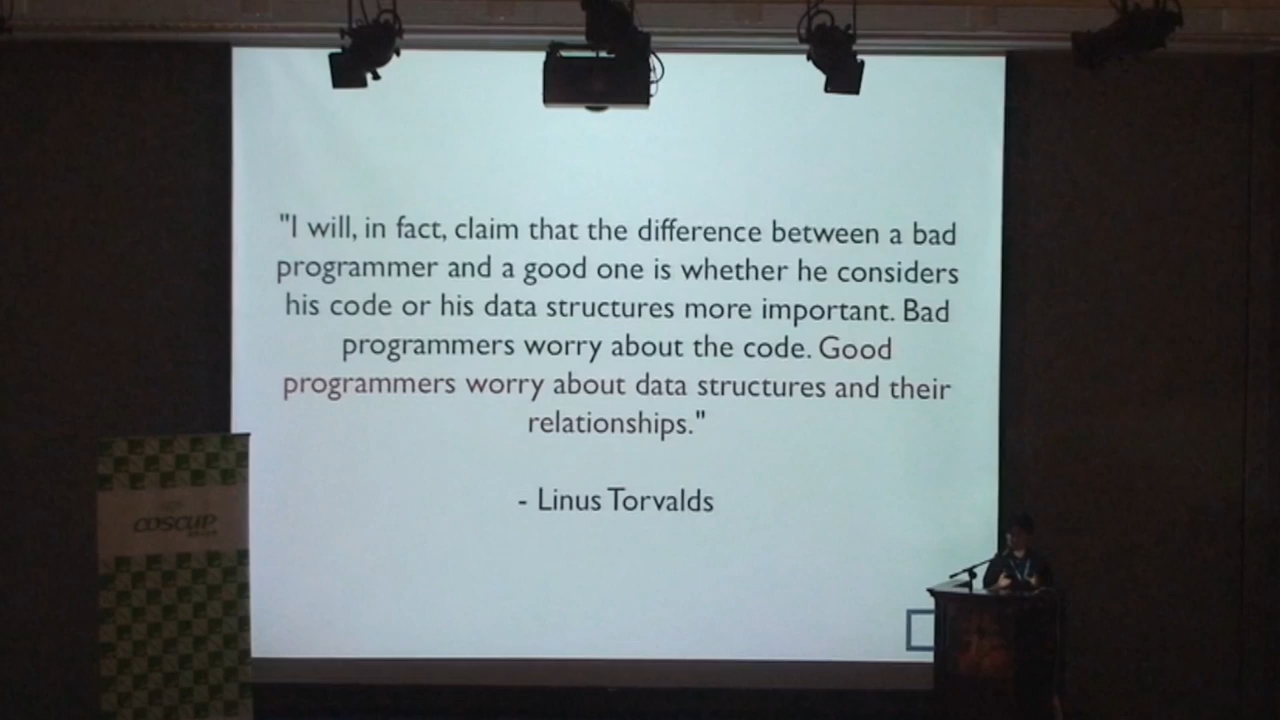 "I will, in fact, claim that the difference between a bad
programmer and a good one is whether he considers
his code or his data structures more important. Bad
programmers worry about the code. Good
programmers worry about data structures and their
relationships."
- Linus Torvalds
COSCUP